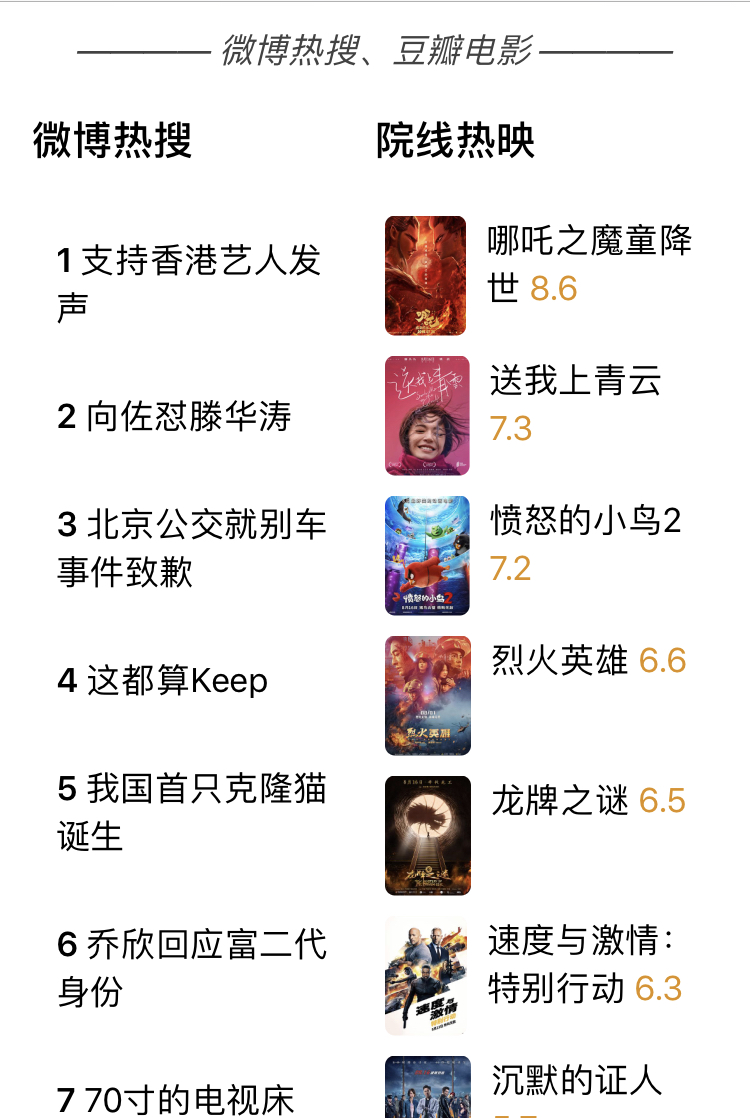 微博热搜、豆瓣电影
微博热搜
1 支持香港艺人发
声
2 向佐怼滕华涛
3 北京公交就别车
事件致歉
4 这都算Keep
5 我国首只克隆猫
诞生
6 乔欣回应富二代
身份
7 70寸的电视床
院线热映
哪吒之魔童降
世 8.6
送我上青云
7.3
愤怒的小鸟2
7.2
烈火英雄 6.6
龙牌之谜 6.5
速度与激情：
特别行动 6.3
沉默的证人